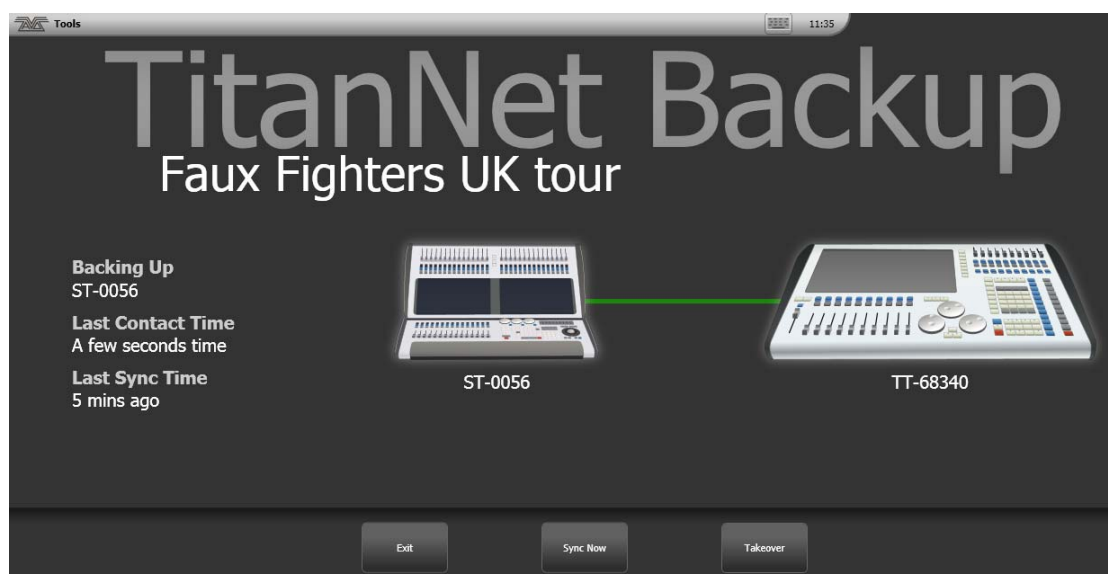 Tools
11:35
TitanNet Backup
Faux Fighters UK tour
Backing Up
ST-0056
Last Contact Time
A few seconds time
Last Sync Time
5 mins ago
ST-0056
TT-68340
Exit
Sync Now
Takeover